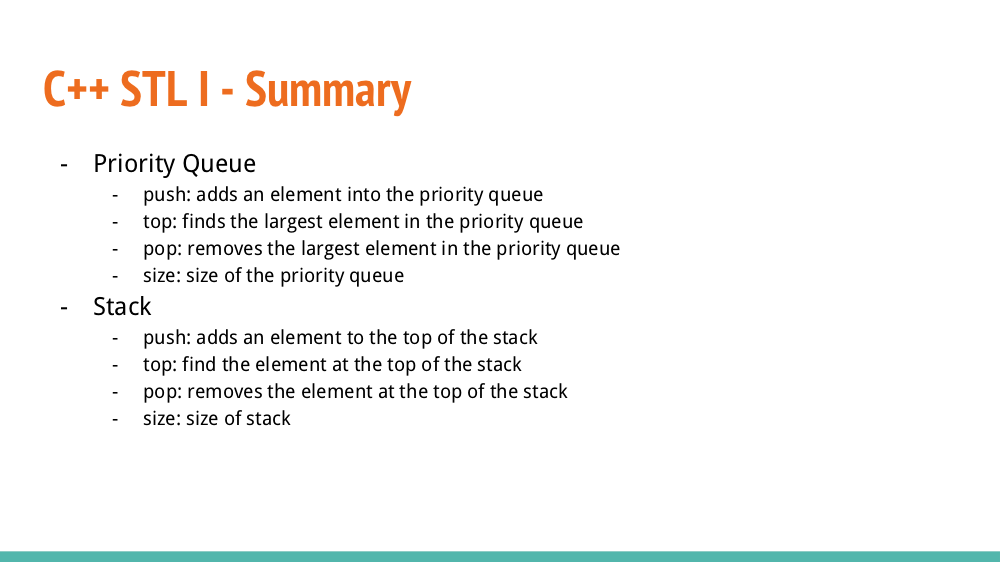 C++ STL I - Summary
- Priority Queue
- push: adds an element into the priority queue
- top: finds the largest element in the priority queue
- pop: removes the largest element in the priority queue
- size: size of the priority queue
- Stack
- push: adds an element to the top of the stack
- top: find the element at the top of the stack
- pop: removes the element at the top of the stack
- size: size of stack